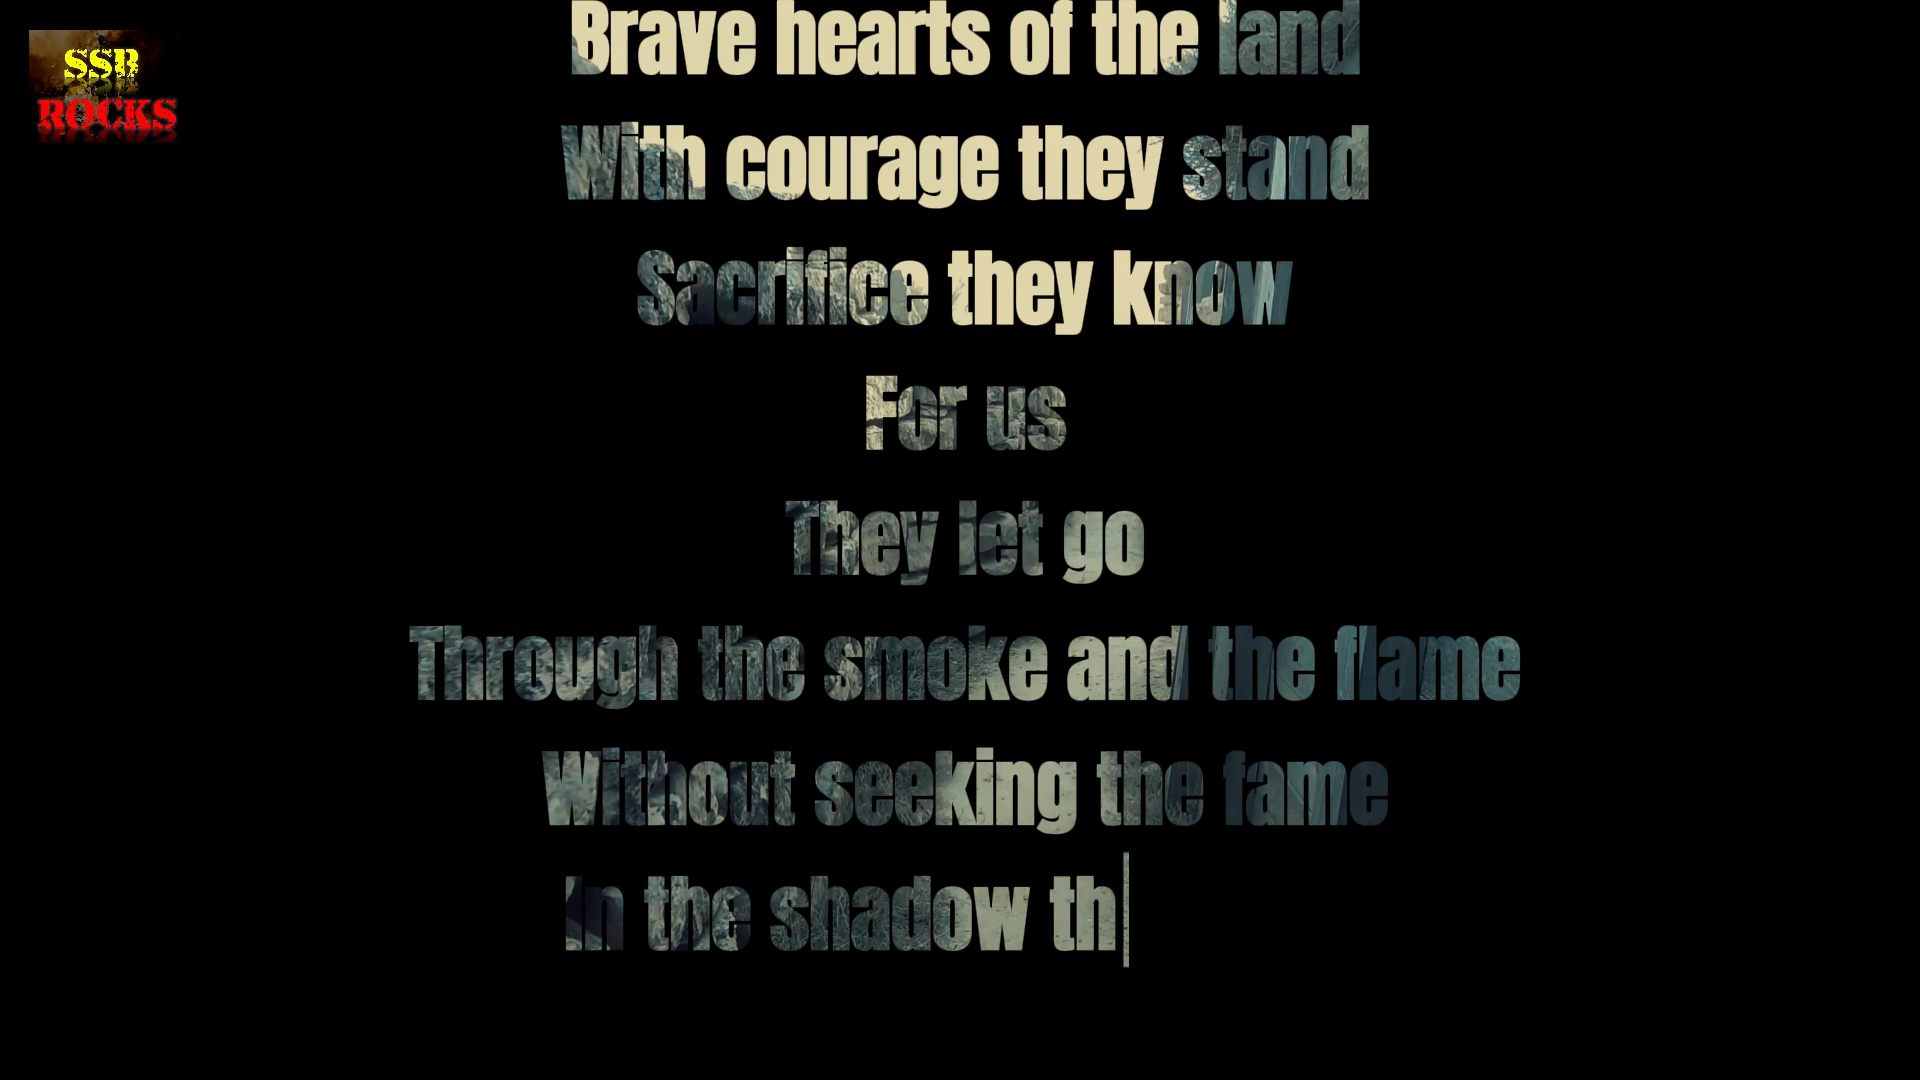 SSB
ROCKS
Brave hearts of the land
With courage they stand
Sacrifice they know
For us
They let go
Through the smoke and the flame
Without seeking the fame
In the shadow th